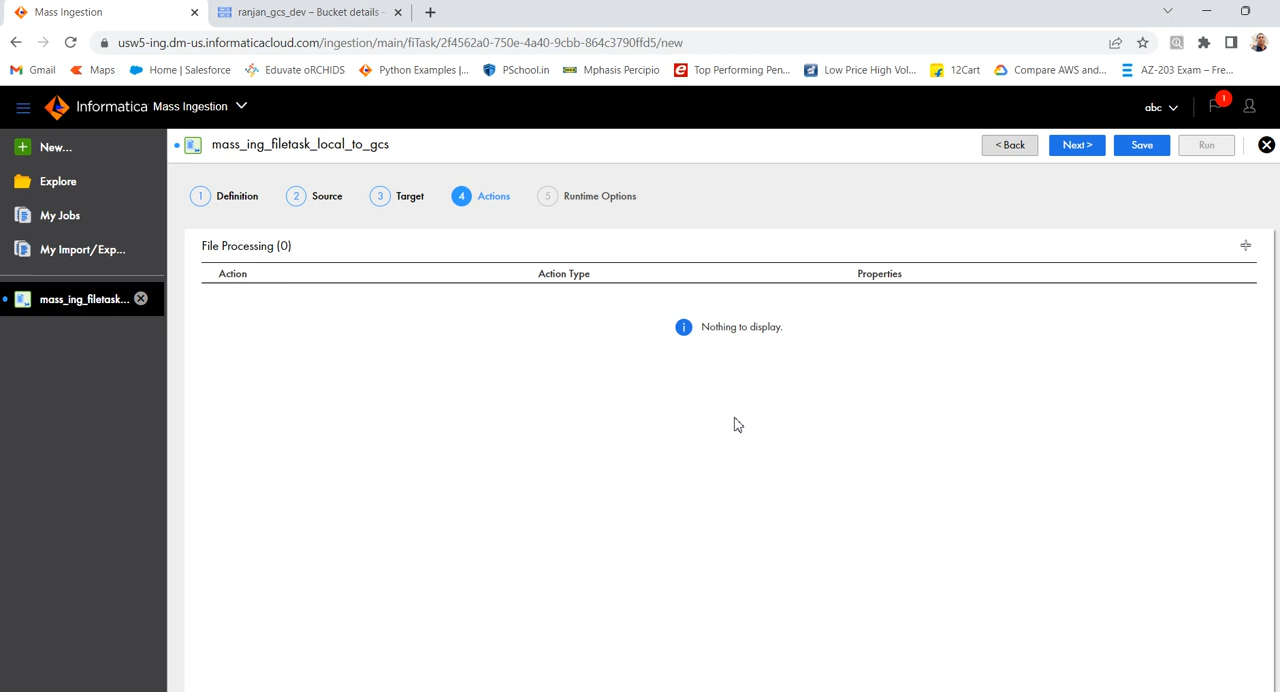 Mass Ingestion
ranjan_gcs_dev – Bucket details –
usw5-ing.dm-us.informaticacloud.com/ingestion/main/fiTask/2f4562a0-750e-4a40-9cbb-864c3790ffd5/new
Gmail
Maps
Home | Salesforce
Eduvate oRCHIDS
Python Examples |...
PSchool.in
Mphasis Percipio
Top Performing Pen...
Low Price High Vol...
12Cart
Compare AWS and...
AZ-203 Exam – Fre...
Informatica Mass Ingestion
abc
1
New...
Explore
My Jobs
My Import/Exp...
mass_ing_filetask...
mass_ing_filetask_local_to_gcs
< Back
Next >
Save
Run
1 Definition
2 Source
3 Target
4 Actions
5 Runtime Options
File Processing (0)
Action
Action Type
Properties
Nothing to display.